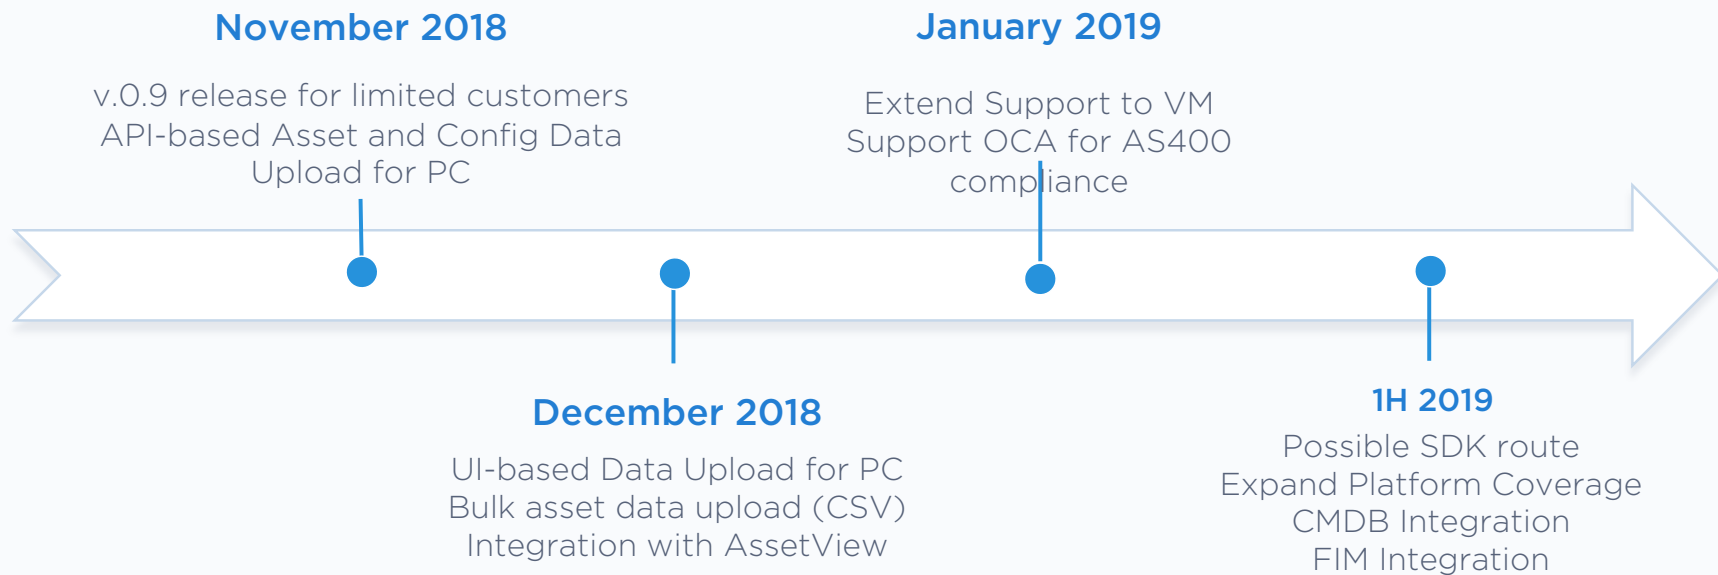 November 2018
v.0.9 release for limited customers
API-based Asset and Config Data
Upload for PC
January 2019
Extend Support to VM
Support OCA for AS400
compliance
December 2018
UI-based Data Upload for PC
Bulk asset data upload (CSV)
Integration with AssetView
1H 2019
Possible SDK route
Expand Platform Coverage
CMDB Integration
FIM Integration